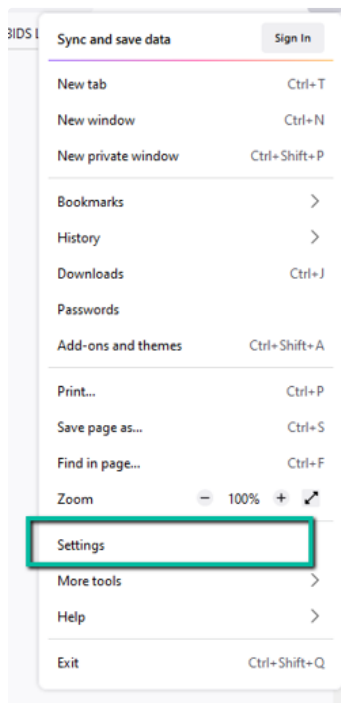 BIDS L
Sync and save data Sign In
New tab Ctrl+T
New window Ctrl+N
New private window Ctrl+Shift+P
Bookmarks
History
Downloads Ctrl+J
Passwords
Add-ons and themes Ctrl+Shift+A
Print... Ctrl+P
Save page as... Ctrl+S
Find in page... Ctrl+F
Zoom − 100% +
Settings
More tools
Help
Exit Ctrl+Shift+Q